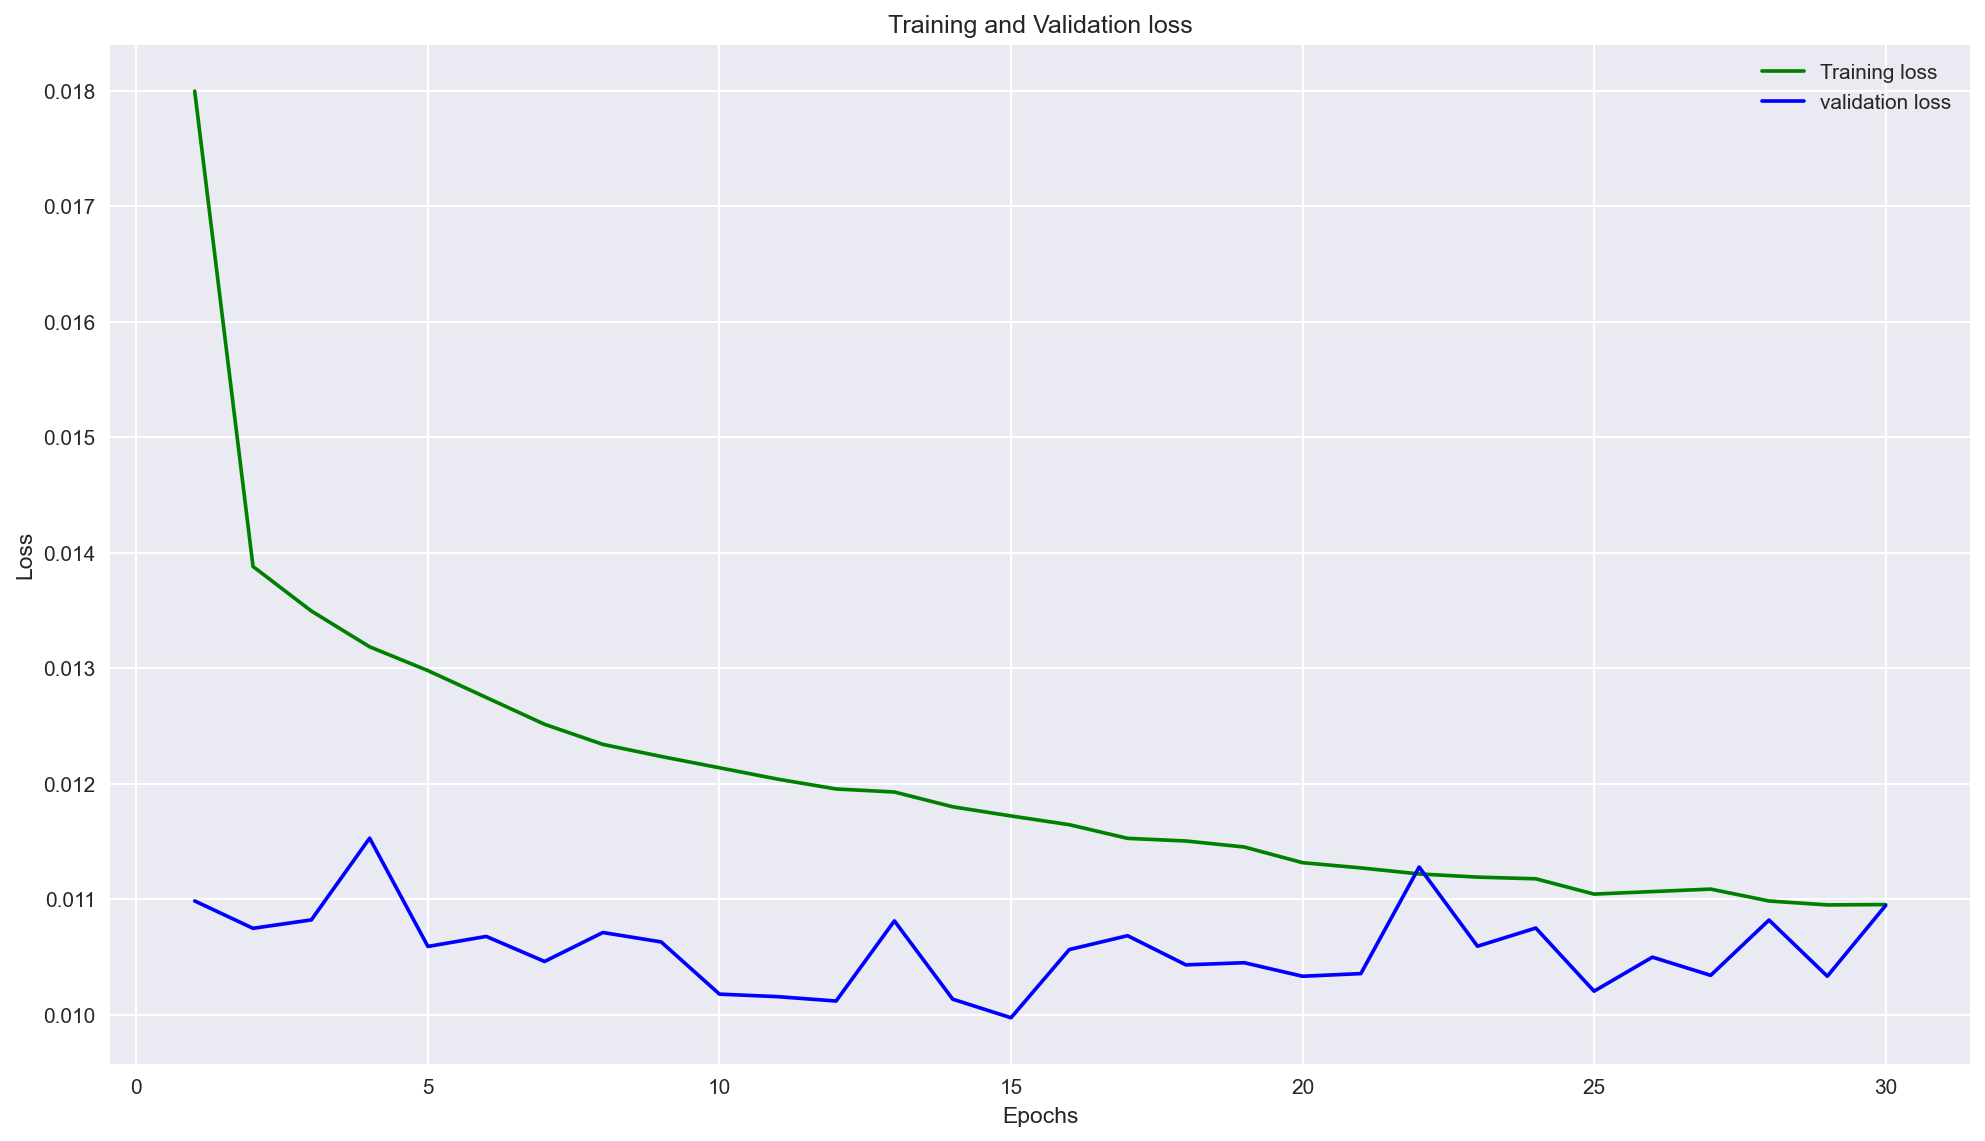 Training and Validation loss
Training loss
validation loss
0.018
0.017
0.016
0.015
0.014
0.013
0.012
0.011
0.010
Loss
0 5 10 15 20 25 30
Epochs